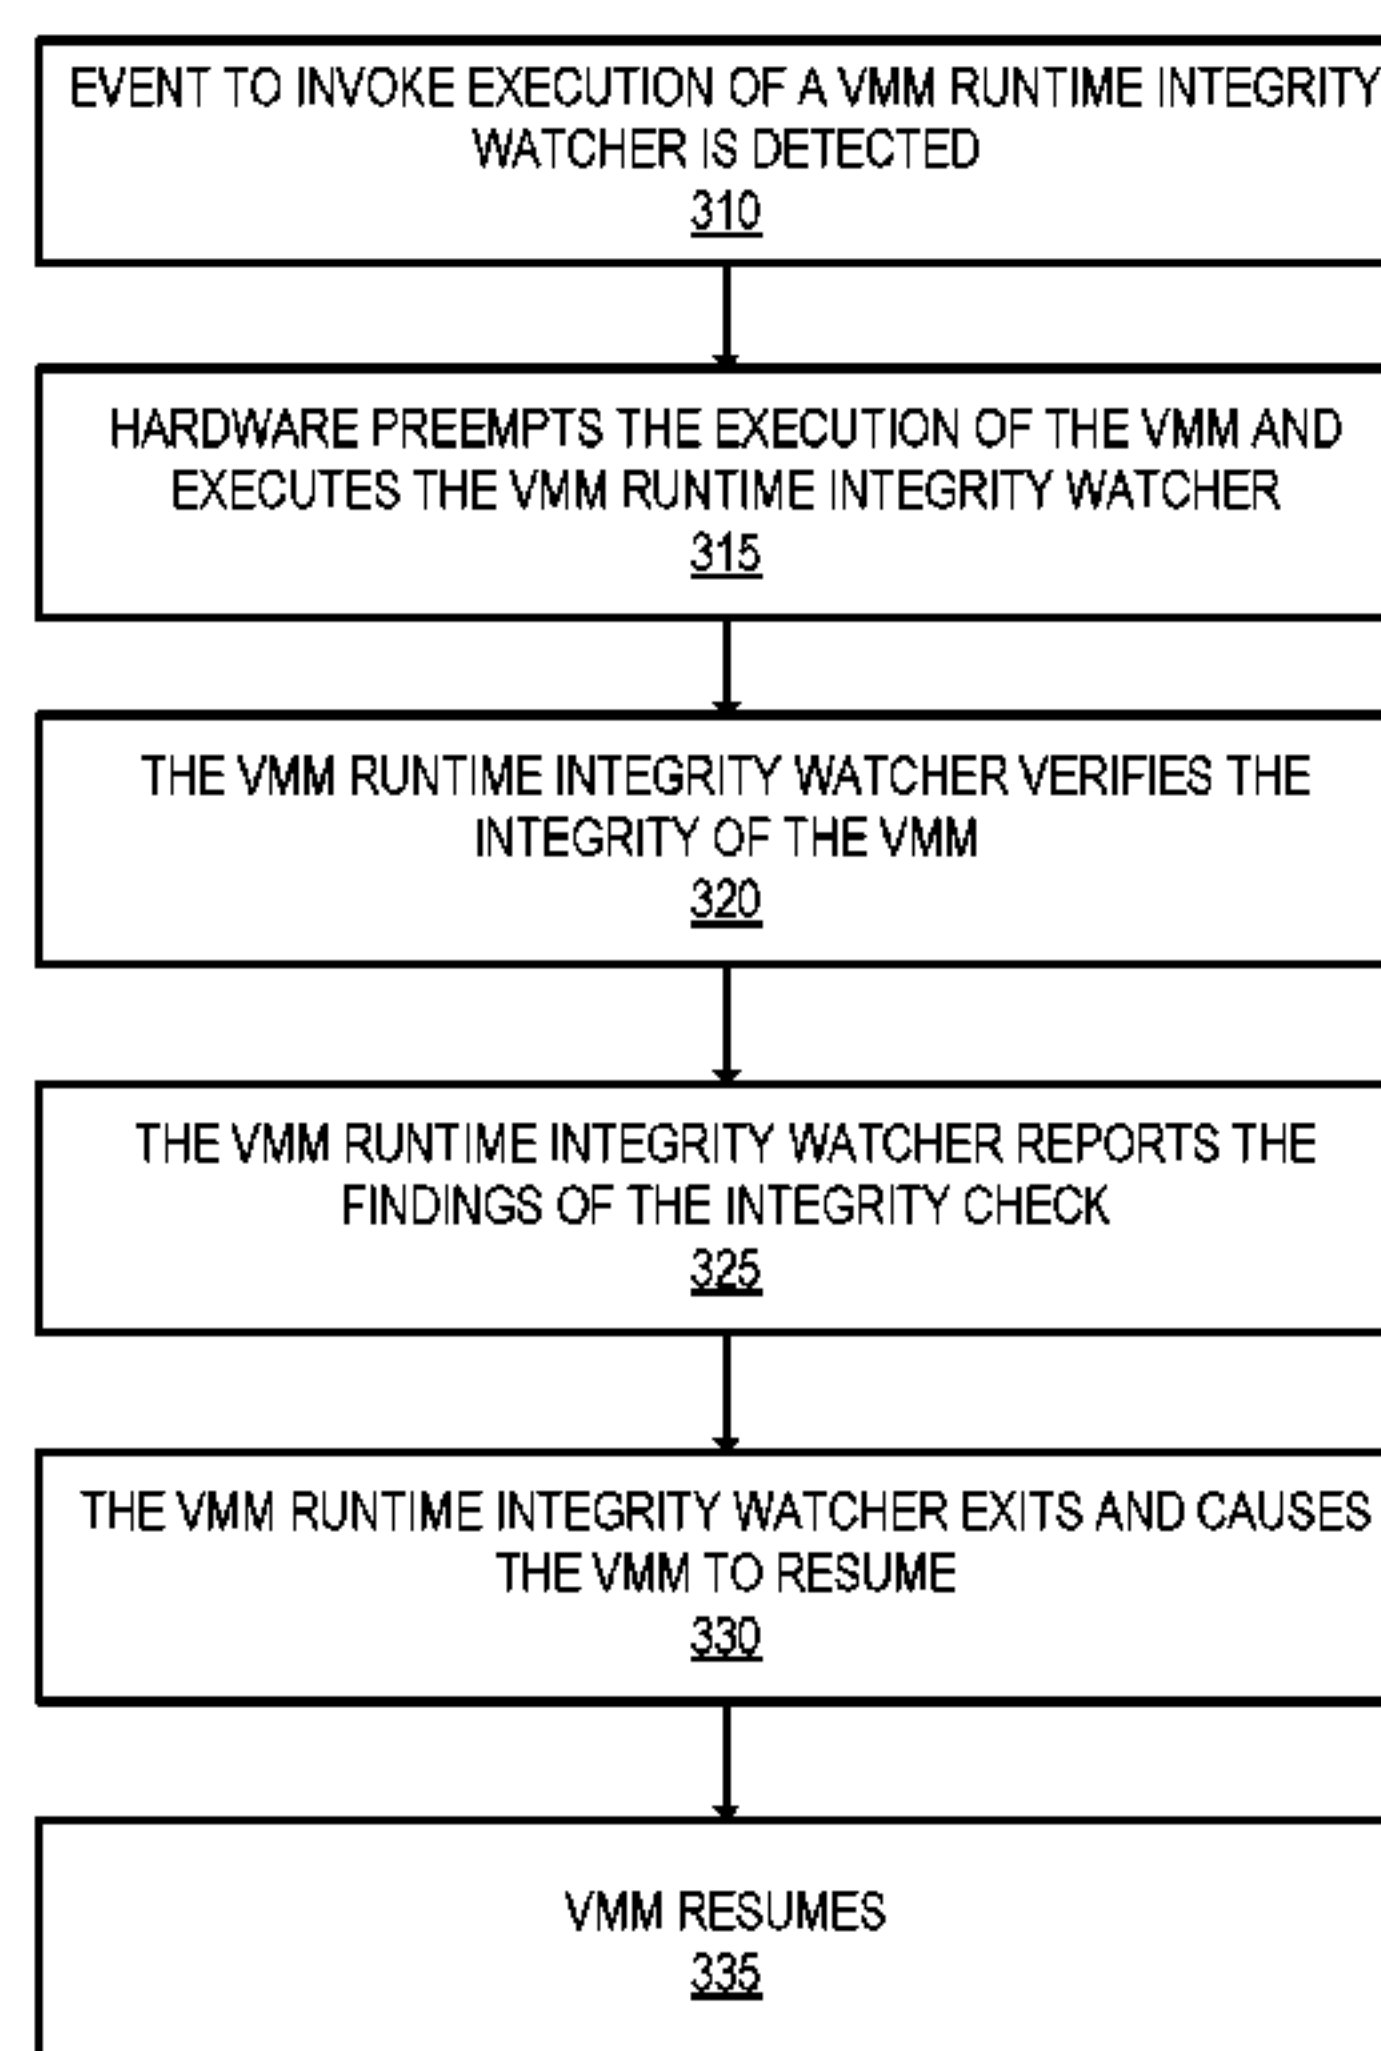 EVENT TO INVOKE EXECUTION OF A VMM RUNTIME INTEGRITY
WATCHER IS DETECTED
310
HARDWARE PREEMPTS THE EXECUTION OF THE VMM AND
EXECUTES THE VMM RUNTIME INTEGRITY WATCHER
315
THE VMM RUNTIME INTEGRITY WATCHER VERIFIES THE
INTEGRITY OF THE VMM
320
THE VMM RUNTIME INTEGRITY WATCHER REPORTS THE
FINDINGS OF THE INTEGRITY CHECK
325
THE VMM RUNTIME INTEGRITY WATCHER EXITS AND CAUSES
THE VMM TO RESUME
330
VMM RESUMES
335